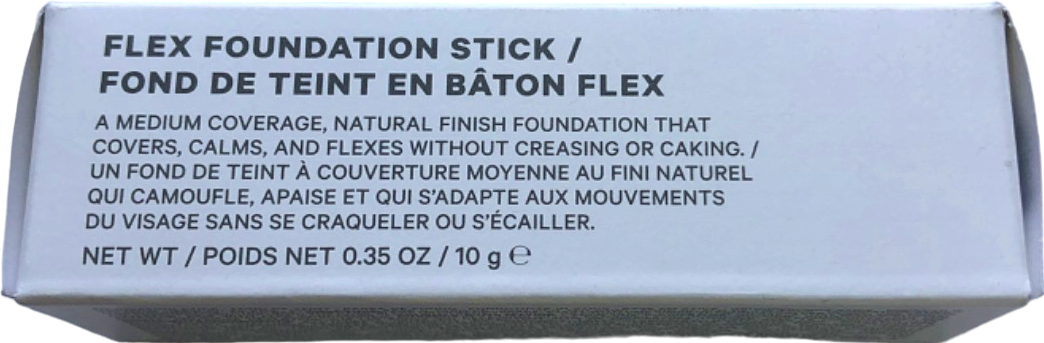 FLEX FOUNDATION STICK /
FOND DE TEINT EN BÂTON FLEX
A MEDIUM COVERAGE, NATURAL FINISH FOUNDATION THAT
COVERS, CALMS, AND FLEXES WITHOUT CREASING OR CAKING. /
UN FOND DE TEINT À COUVERTURE MOYENNE AU FINI NATUREL
QUI CAMOUFLE, APAISE ET QUI S'ADAPTE AUX MOUVEMENTS
DU VISAGE SANS SE CRAQUELER OU S'ÉCAILLER.
NET WT / POIDS NET 0.35 OZ / 10 g ℮